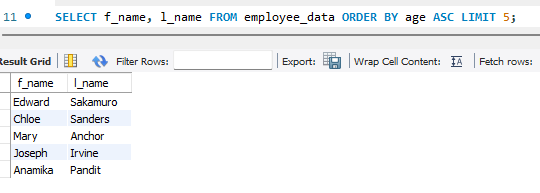 11 SELECT f_name, l_name FROM employee_data ORDER BY age ASC LIMIT 5;
Result Grid Filter Rows: Export: Wrap Cell Content: IA Fetch rows:
f_name l_name
Edward Sakamuro
Chloe Sanders
Mary Anchor
Joseph Irvine
Anamika Pandit